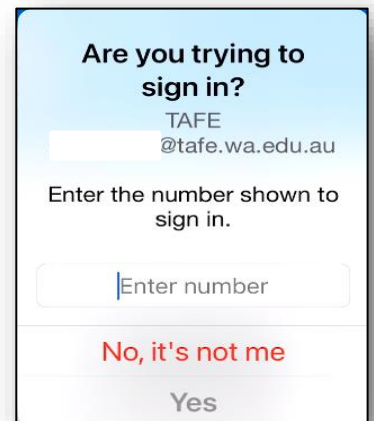 Are you trying to
sign in?
TAFE
@tafe.wa.edu.au
Enter the number shown to
sign in.
Enter number
No, it's not me
Yes